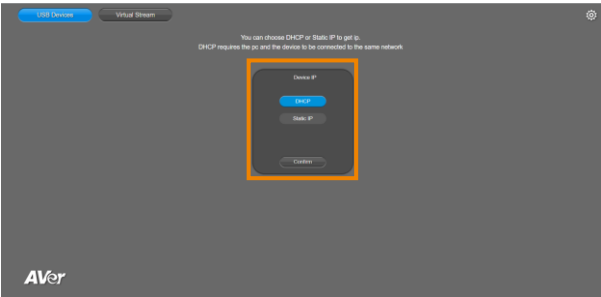 USB Devices
Virtual Stream
You can choose DHCP or Static IP to get ip.
DHCP requires the pc and the device to be connected to the same network
Device IP
DHCP
Static IP
Confirm
AVer